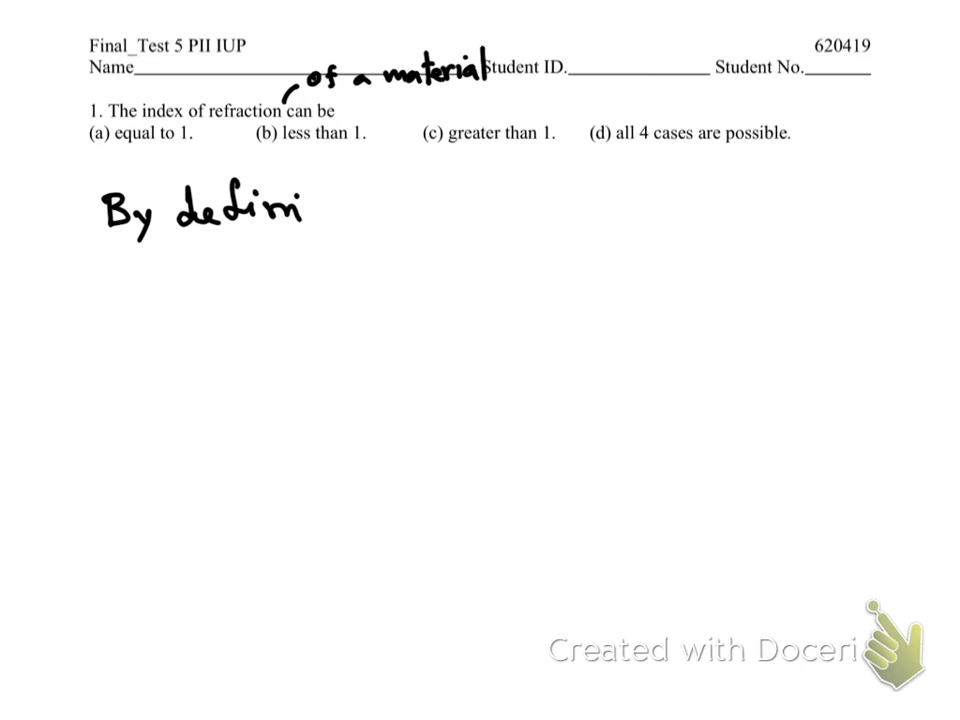 Final_Test 5 PII IUP 620419
Name of a material Student ID. Student No.
1. The index of refraction can be
(a) equal to 1. (b) less than 1. (c) greater than 1. (d) all 4 cases are possible.
By defini
Created with Doceri